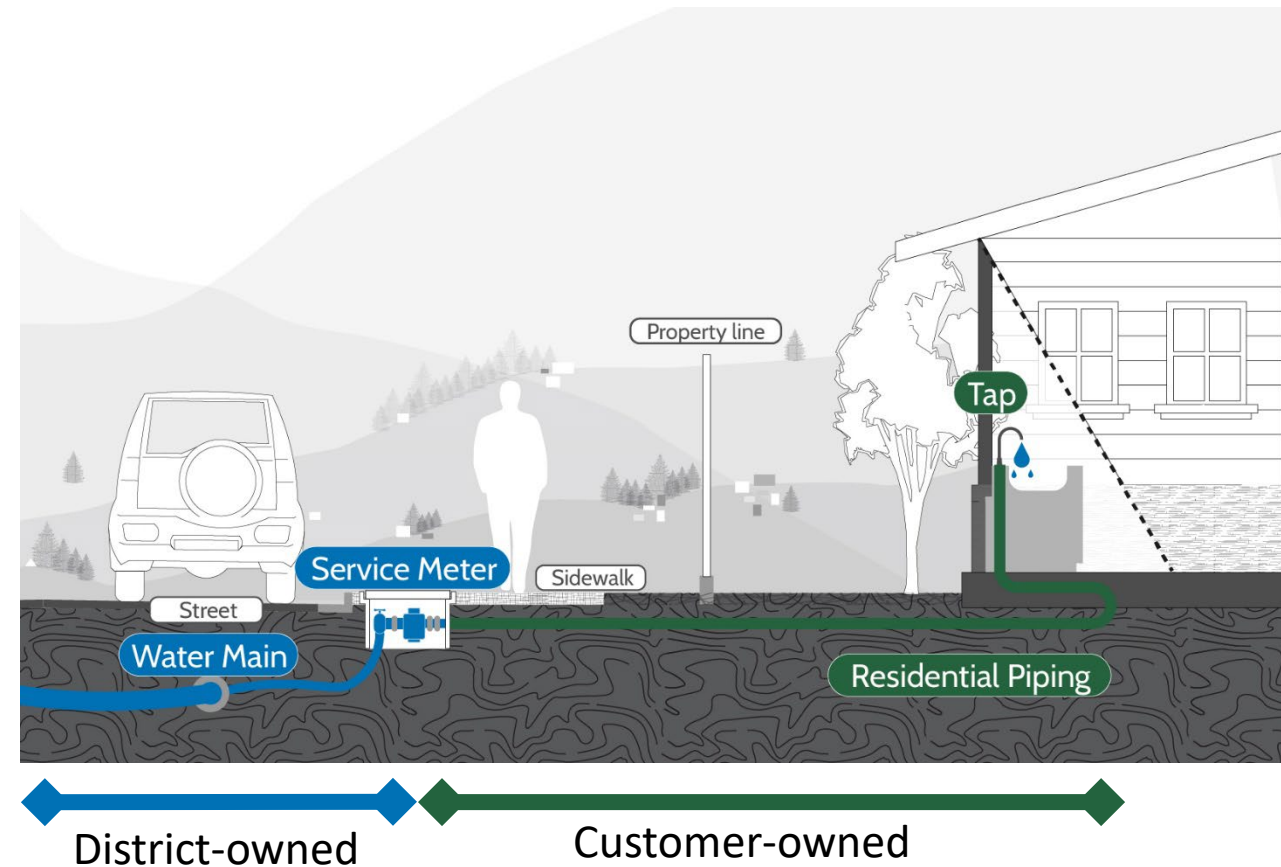 Property line
Tap
Service Meter
Sidewalk
Street
Water Main
Residential Piping
District-owned
Customer-owned